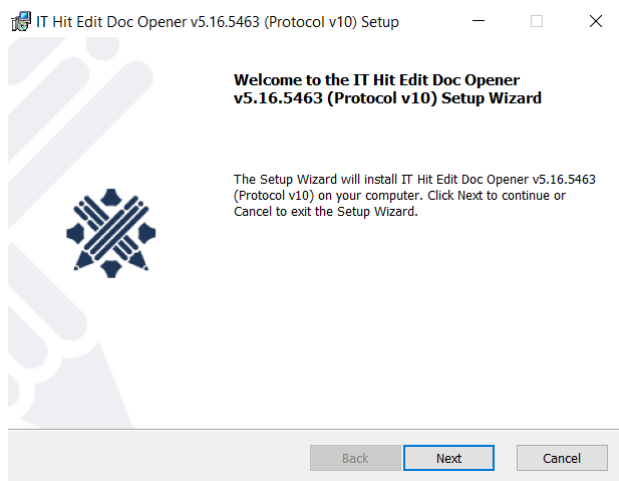 IT Hit Edit Doc Opener v5.16.5463 (Protocol v10) Setup
Welcome to the IT Hit Edit Doc Opener
v5.16.5463 (Protocol v10) Setup Wizard
The Setup Wizard will install IT Hit Edit Doc Opener v5.16.5463
(Protocol v10) on your computer. Click Next to continue or
Cancel to exit the Setup Wizard.
Back
Next
Cancel